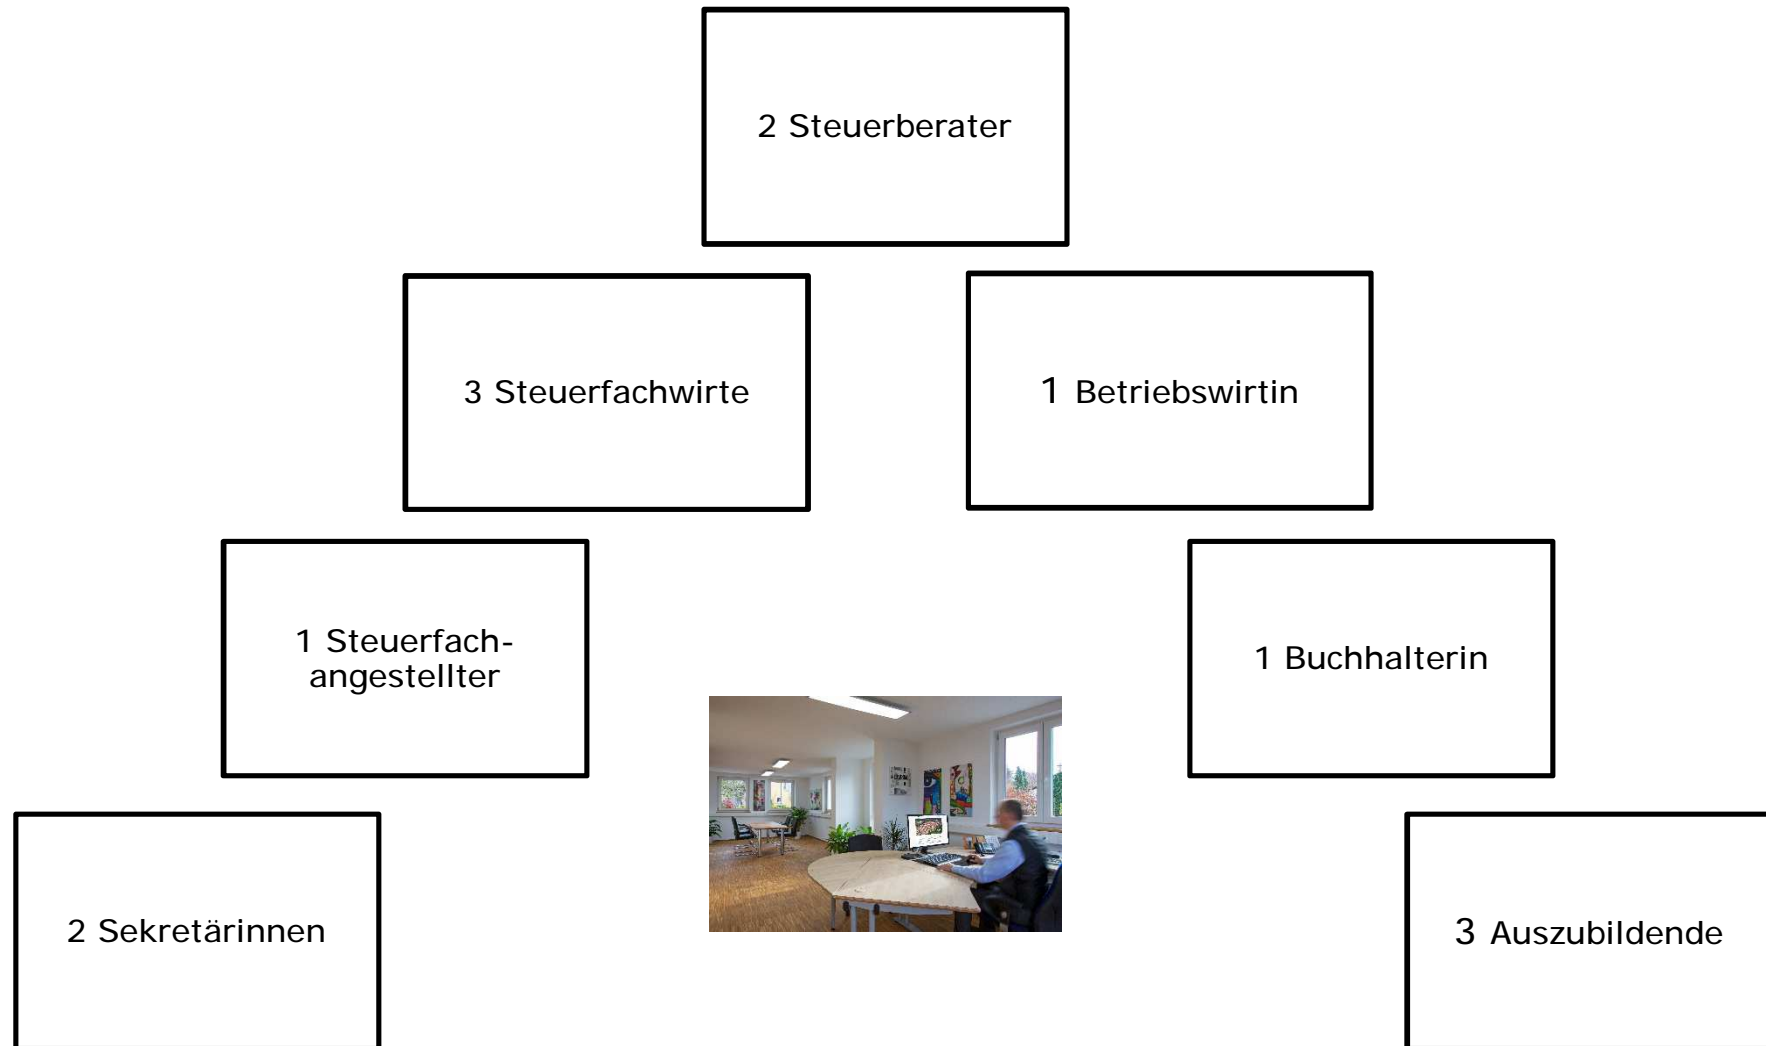 2 Steuerberater
3 Steuerfachwirte
1 Betriebswirtin
1 Steuerfach-
angestellter
1 Buchhalterin
2 Sekretärinnen
3 Auszubildende